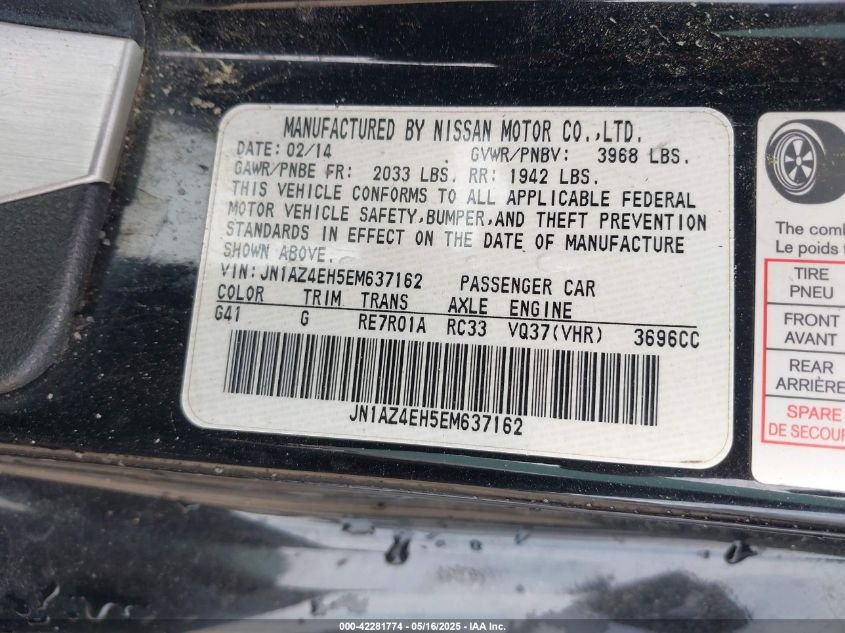 MANUFACTURED BY NISSAN MOTOR CO.,LTD.
DATE: 02/14 GVWR/PNBV: 3968 LBS.
GAWR/PNBE FR: 2033 LBS. RR: 1942 LBS.
THIS VEHICLE CONFORMS TO ALL APPLICABLE FEDERAL
MOTOR VEHICLE SAFETY,BUMPER,AND THEFT PREVENTION
STANDARDS IN EFFECT ON THE DATE OF MANUFACTURE
SHOWN ABOVE.
VIN:JN1AZ4EH5EM637162 PASSENGER CAR
COLOR TRIM TRANS AXLE ENGINE
G41 G RE7R01A RC33 VQ37(VHR) 3696CC
JN1AZ4EH5EM637162
The
Le poids
TIRE
PNEU
FRONT
AVANT
REAR
ARRIÈRE
SPARE
DE
000-42281774 - 05/16/2025 - IAA Inc.